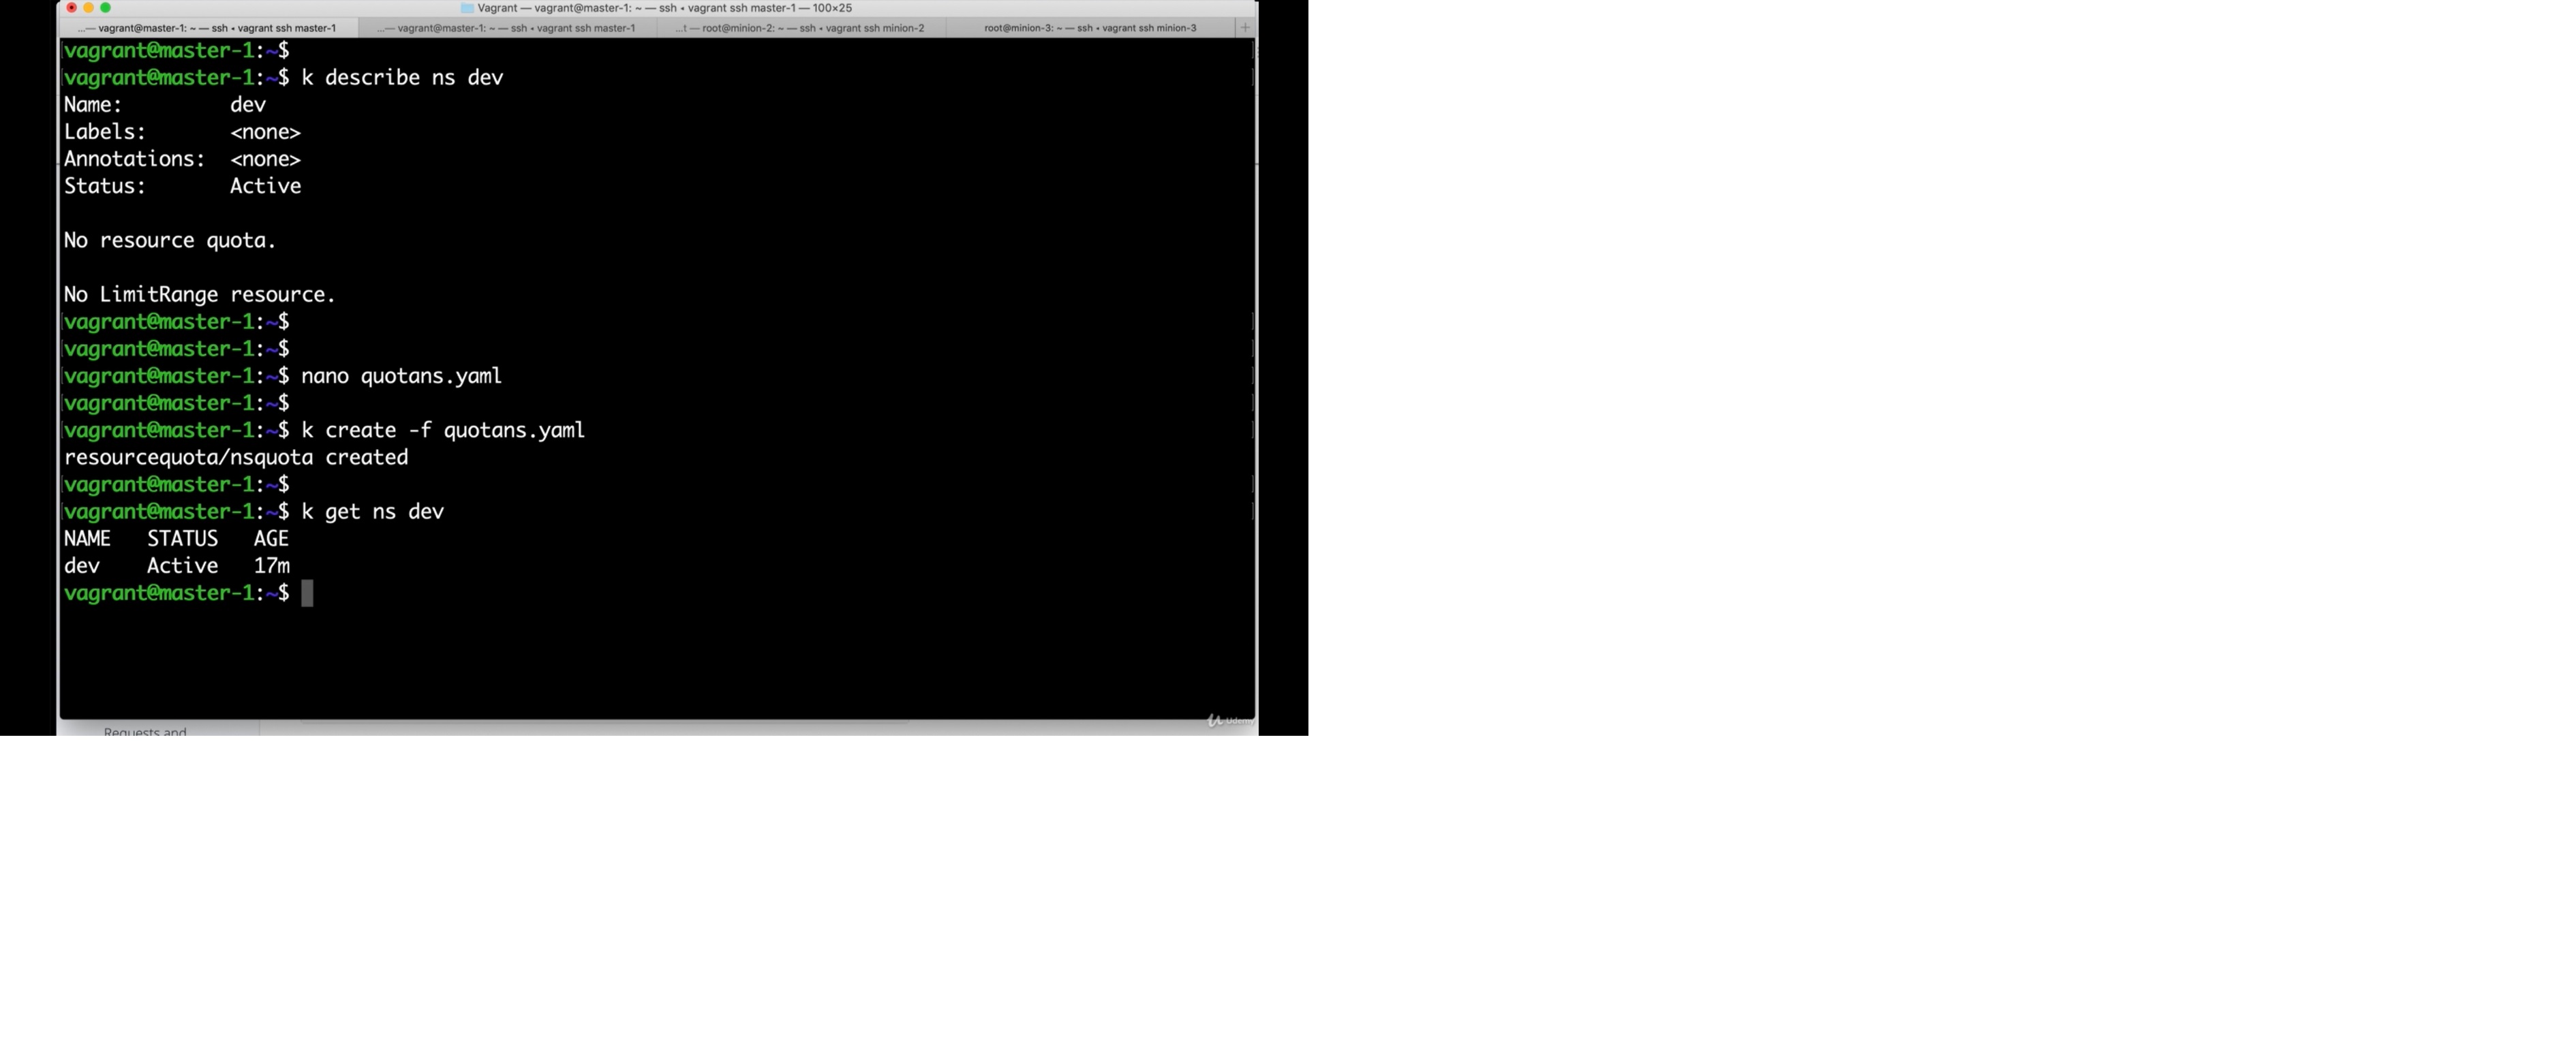 Vagrant — vagrant@master-1: ~ — ssh • vagrant ssh master-1 — 100×25
...— vagrant@master-1: ~ — ssh • vagrant ssh master-1
...— vagrant@master-1: ~ — ssh • vagrant ssh master-1
...t — root@minion-2: ~ — ssh • vagrant ssh minion-2
root@minion-3: ~ — ssh • vagrant ssh minion-3
vagrant@master-1:~$
vagrant@master-1:~$ k describe ns dev
Name: dev
Labels: <none>
Annotations: <none>
Status: Active
No resource quota.
No LimitRange resource.
vagrant@master-1:~$
vagrant@master-1:~$
vagrant@master-1:~$ nano quotans.yaml
vagrant@master-1:~$
vagrant@master-1:~$ k create -f quotans.yaml
resourcequota/nsquota created
vagrant@master-1:~$
vagrant@master-1:~$ k get ns dev
NAME STATUS AGE
dev Active 17m
vagrant@master-1:~$
Udemy
Requests and